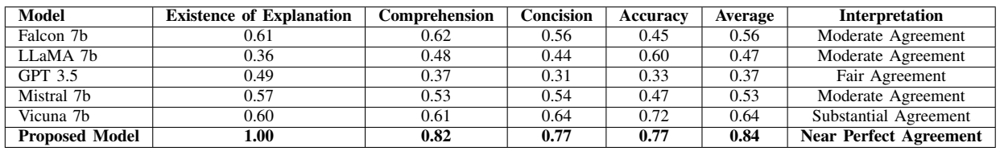 Model Existence of Explanation Comprehension Concision Accuracy Average Interpretation
Falcon 7b 0.61 0.62 0.56 0.45 0.56 Moderate Agreement
LLaMA 7b 0.36 0.48 0.44 0.60 0.47 Moderate Agreement
GPT 3.5 0.49 0.37 0.31 0.33 0.37 Fair Agreement
Mistral 7b 0.57 0.53 0.54 0.47 0.53 Moderate Agreement
Vicuna 7b 0.60 0.61 0.64 0.72 0.64 Substantial Agreement
Proposed Model 1.00 0.82 0.77 0.77 0.84 Near Perfect Agreement